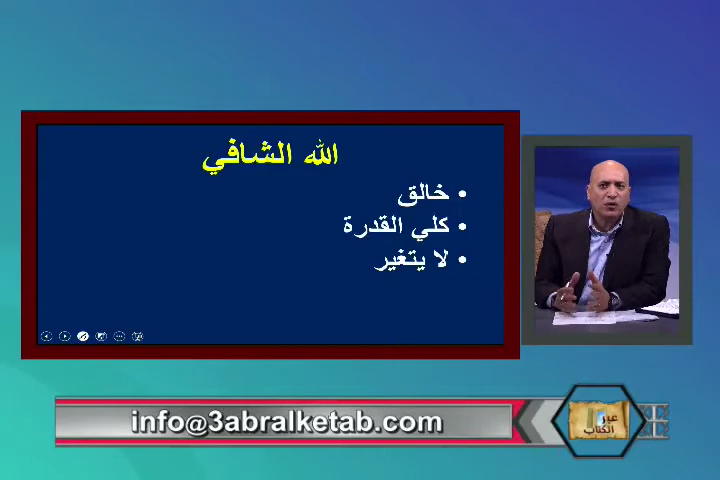 الله الشافي
• خالق
• كلي القدرة
• لا يتغير
info@3abralketab.com
عبر
الكتاب